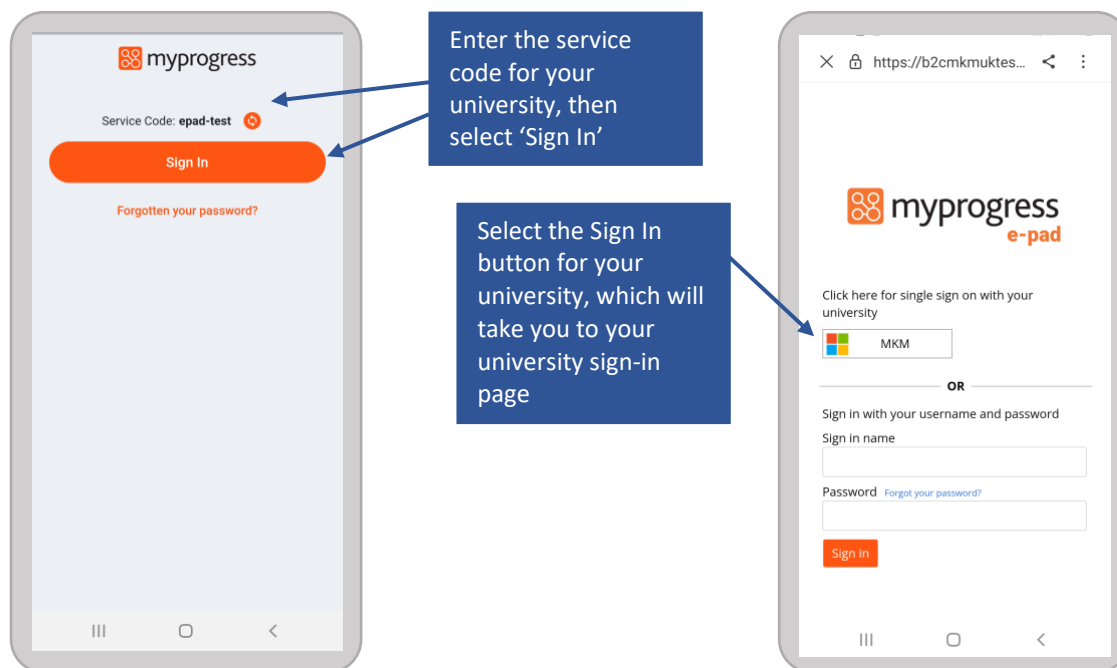 myprogress
Service Code: epad-test
Sign In
Forgotten your password?
Enter the service
code for your
university, then
select ‘Sign In’
Select the Sign In
button for your
university, which will
take you to your
university sign-in
page
https://b2cmkmuktes...
myprogress
e-pad
Click here for single sign on with your
university
MKM
OR
Sign in with your username and password
Sign in name
Password Forgot your password?
Sign in